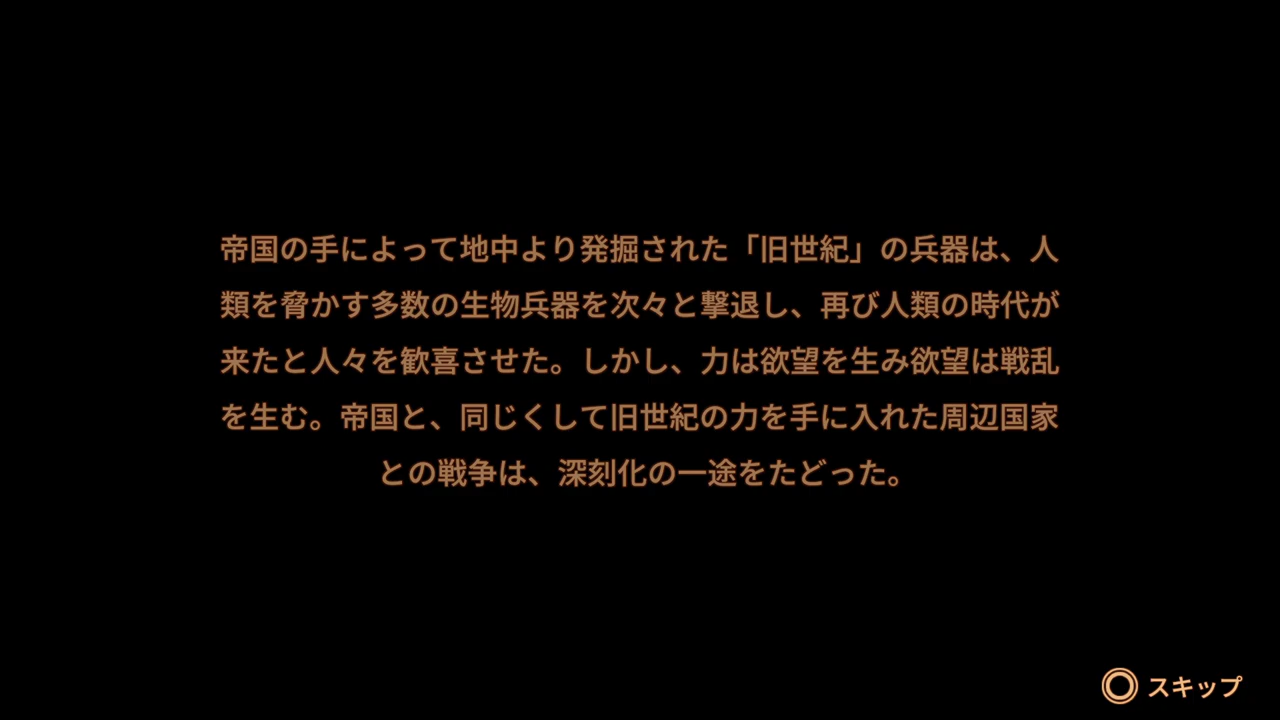 帝国の手によって地中より発掘された「旧世紀」の兵器は、人
類を脅かす多数の生物兵器を次々と撃退し、再び人類の時代が
来たと人々を歓喜させた。しかし、力は欲望を生み欲望は戦乱
を生む。帝国と、同じくして旧世紀の力を手に入れた周辺国家
との戦争は、深刻化の一途をたどった。
スキップ